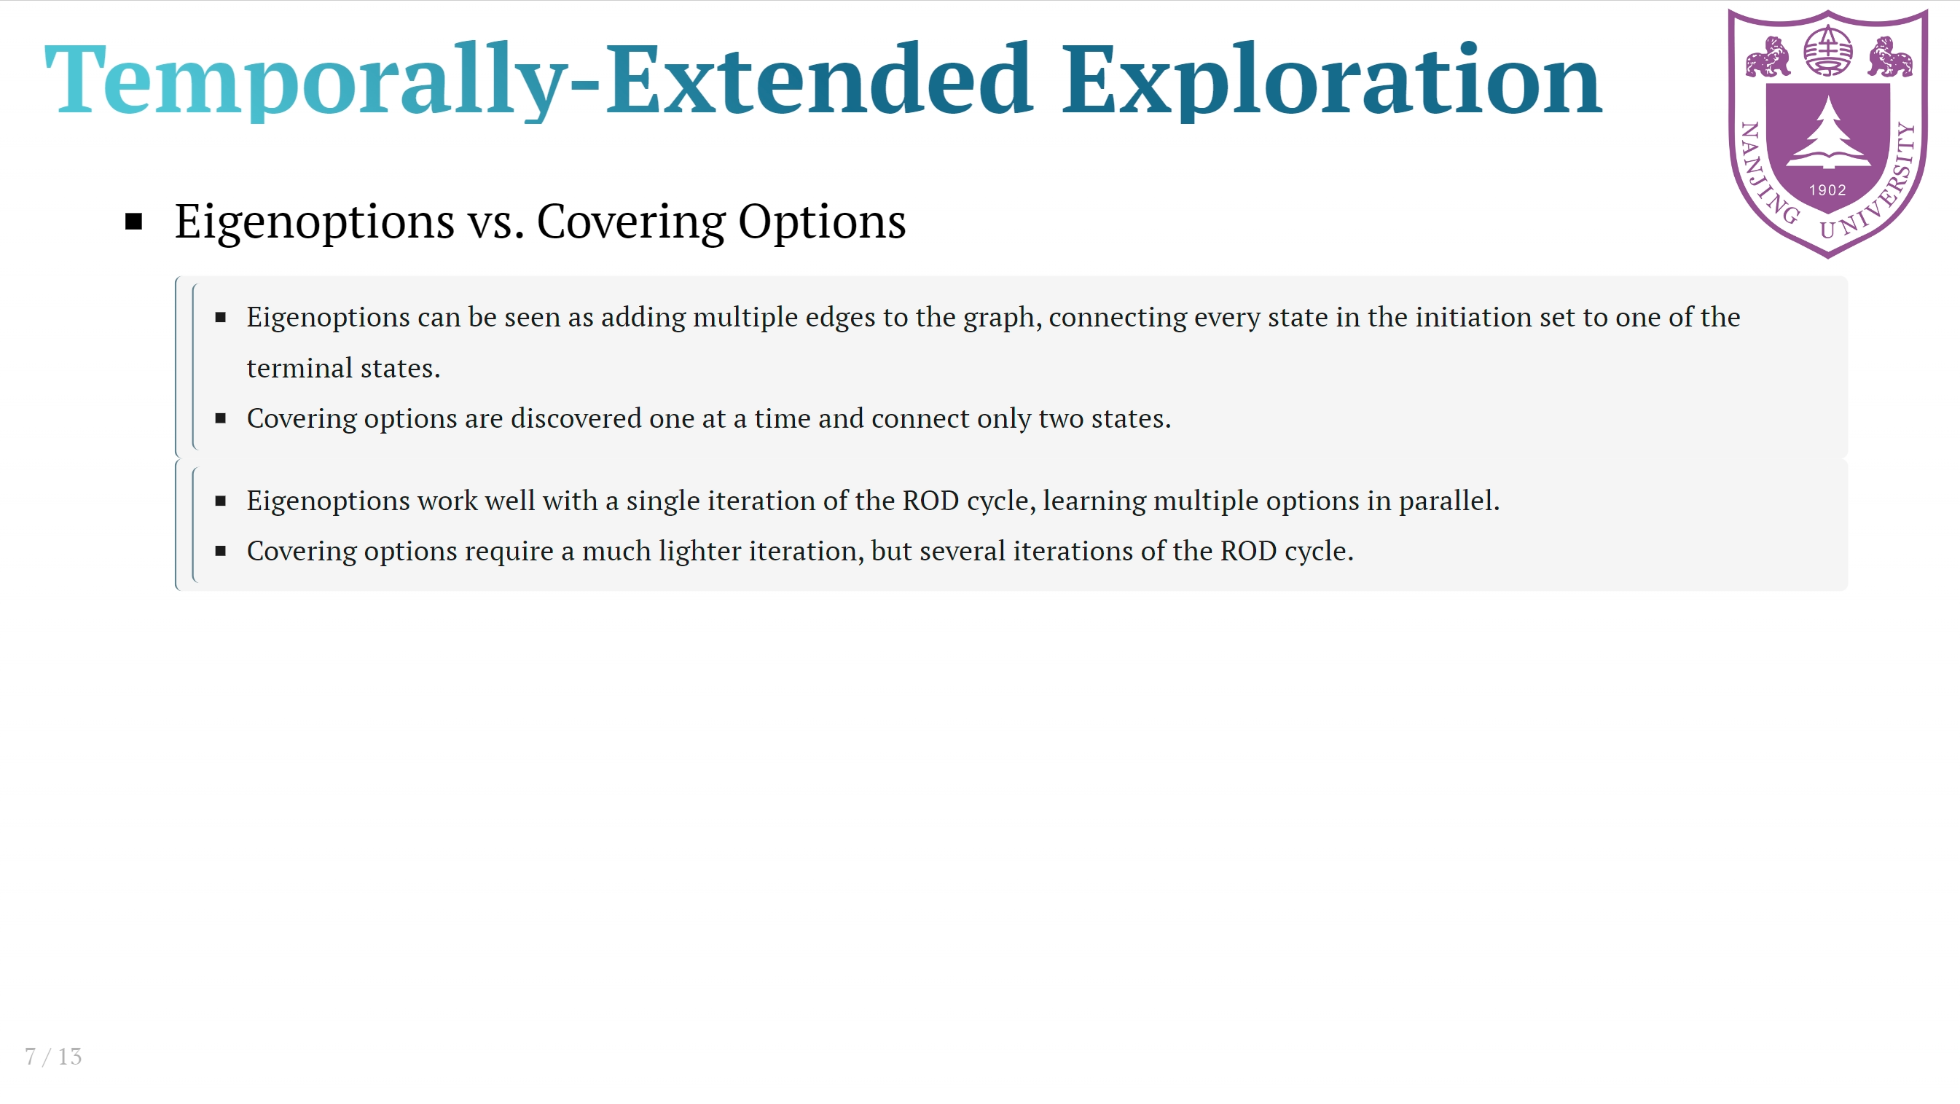 Temporally-Extended Exploration
NANJING UNIVERSITY
1902
Eigenoptions vs. Covering Options
Eigenoptions can be seen as adding multiple edges to the graph, connecting every state in the initiation set to one of the
terminal states.
Covering options are discovered one at a time and connect only two states.
Eigenoptions work well with a single iteration of the ROD cycle, learning multiple options in parallel.
Covering options require a much lighter iteration, but several iterations of the ROD cycle.
7 / 13